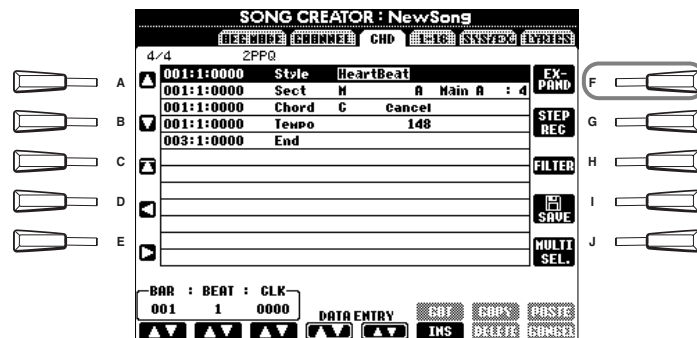 SONG CREATOR : NewSong
REC MODE CHANNEL CHD 1-16 SYS/EX. LYRICS
4/4 2PPQ
A 001:1:0000 Style HeartBeat EX-PAND F
001:1:0000 Sect M A Main A : 4
001:1:0000 Chord C Cancel
B 001:1:0000 Tempo 148 STEP REC G
003:1:0000 End
C FILTER H
D SAVE I
E MULTI SEL. J
BAR : BEAT : CLK
001 1 0000 DATA ENTRY CUT COPY PASTE
INS DELETE CANCEL